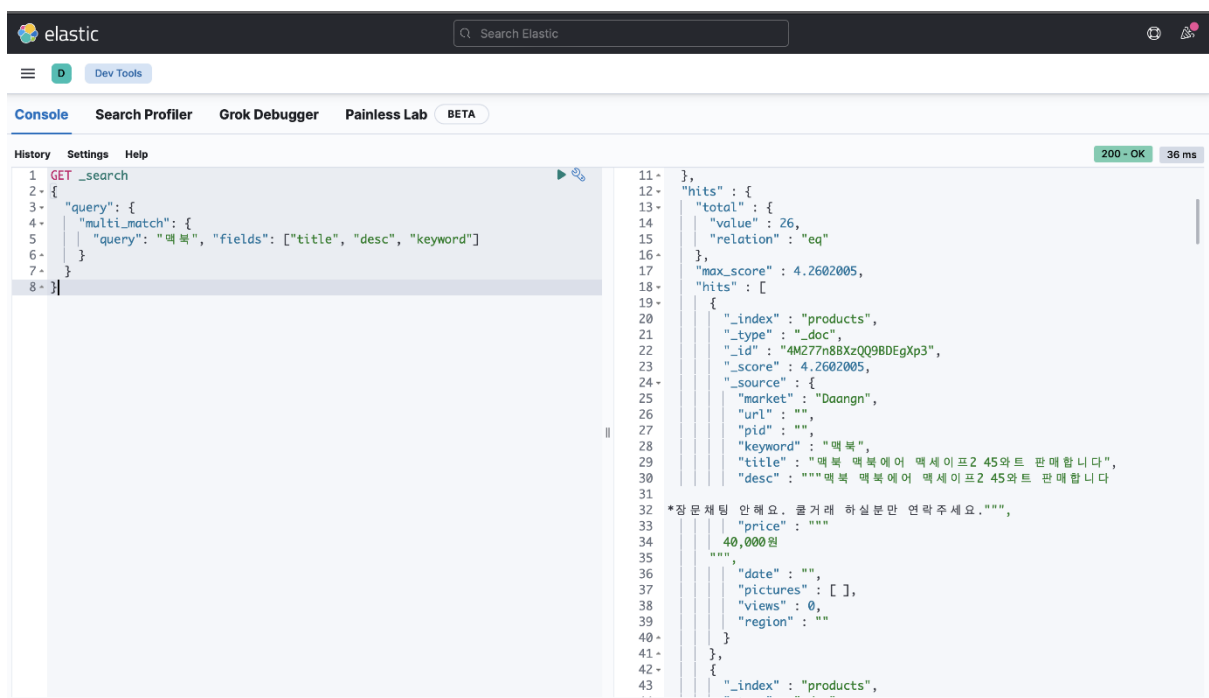 elastic
Search Elastic
D
Dev Tools
Console
Search Profiler
Grok Debugger
Painless Lab
BETA
History
Settings
Help
200 - OK
36 ms
1 GET _search
2 {
3 "query": {
4 "multi_match": {
5 "query": "맥북", "fields": ["title", "desc", "keyword"]
6 }
7 }
8 }
11 },
12 "hits" : {
13 "total" : {
14 "value" : 26,
15 "relation" : "eq"
16 },
17 "max_score" : 4.2602005,
18 "hits" : [
19 {
20 "_index" : "products",
21 "_type" : "_doc",
22 "_id" : "4M277n8BXzQQ9BDEgXp3",
23 "_score" : 4.2602005,
24 "_source" : {
25 "market" : "Daangn",
26 "url" : "",
27 "pid" : "",
28 "keyword" : "맥북",
29 "title" : "맥북 맥북에어 맥세이프2 45와트 판매합니다",
30 "desc" : """맥북 맥북에어 맥세이프2 45와트 판매합니다
31
32 *장문채팅 안해요. 쿨거래 하실분만 연락주세요.""",
33 "price" : """
34 40,000원
35 """,
36 "date" : "",
37 "pictures" : [ ],
38 "views" : 0,
39 "region" : ""
40 }
41 },
42 {
43 "_index" : "products",